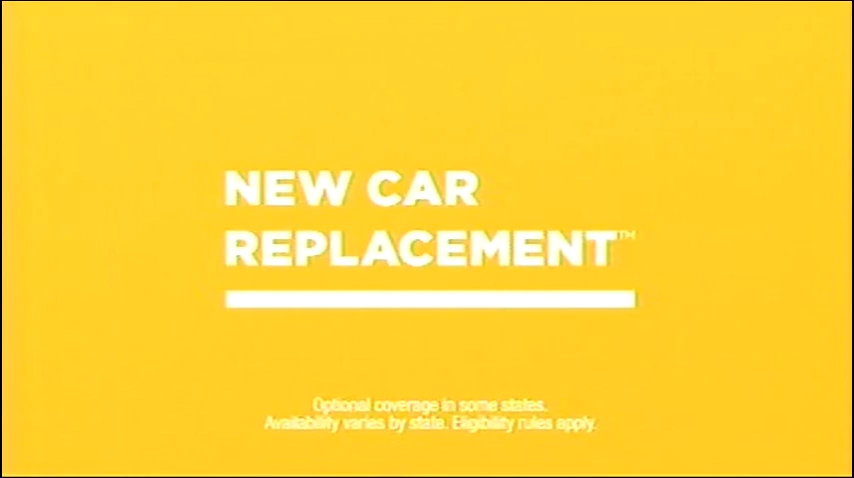 NEW CAR
REPLACEMENT™
Optional coverage in some states.
Availability varies by state. Eligibility rules apply.